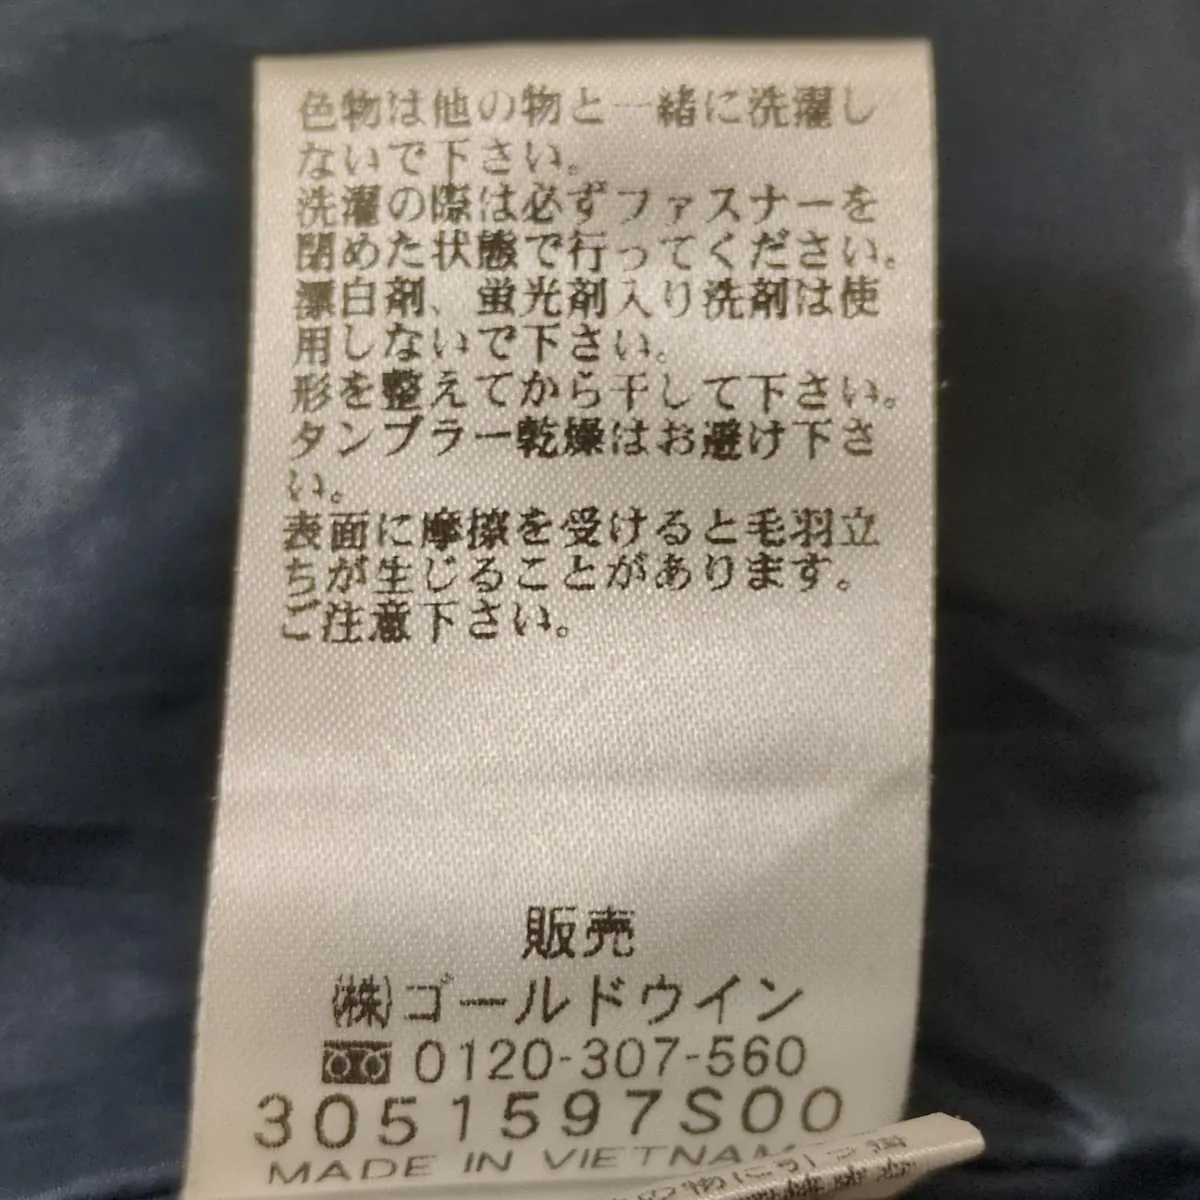 色物は他の物と一緒に洗濯し
ないで下さい。
洗濯の際は必ずファスナーを
閉めた状態で行ってください。
漂白剤、蛍光剤入り洗剤は使
用しないで下さい。
形を整えてから干して下さい。
タンブラー乾燥はお避け下さ
い。
表面に摩擦を受けると毛羽立
ちが生じることがあります。
ご注意下さい。
販売
(株)ゴールドウイン
0120-307-560
3051597S00
MADE IN VIETNAM